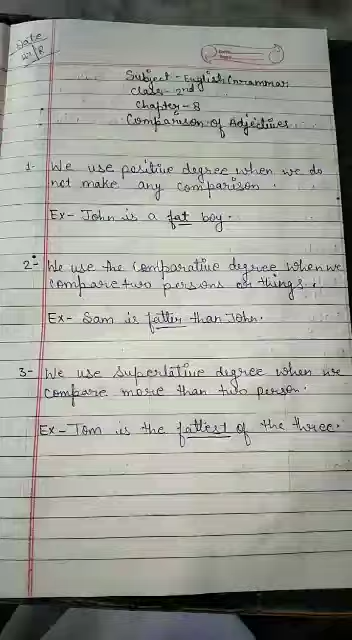 Date
Subject - English Grammar
Class - 2nd
Chapter - 8
Comparison of Adjectives
1- We use positive degree when we do
not make any comparison.
Ex- John is a fat boy.
2- We use the Comparative degree when we
compare two persons or things.
Ex- Sam is fatter than John.
3- We use Superlative degree when we
compare more than two person.
Ex- Tom is the fattest of the three.